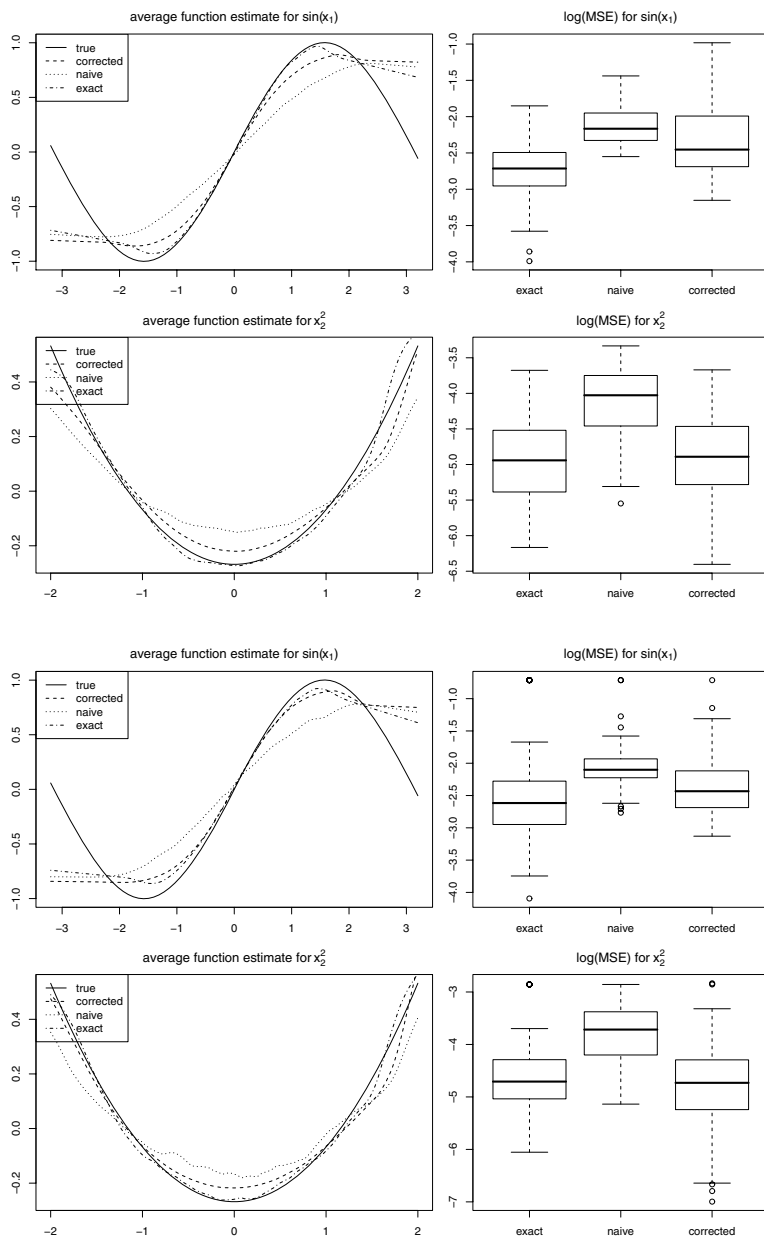 average function estimate for sin(x₁)
true
corrected
naive
exact
1.0
0.5
0.0
−0.5
−1.0
−3 −2 −1 0 1 2 3
log(MSE) for sin(x₁)
−1.0
−1.5
−2.0
−2.5
−3.0
−3.5
−4.0
exact naive corrected
average function estimate for x₂²
true
corrected
naive
exact
0.4
0.2
0.0
−0.2
−2 −1 0 1 2
log(MSE) for x₂²
−3.5
−4.0
−4.5
−5.0
−5.5
−6.0
−6.5
exact naive corrected
average function estimate for sin(x₁)
true
corrected
naive
exact
1.0
0.5
0.0
−0.5
−1.0
−3 −2 −1 0 1 2 3
log(MSE) for sin(x₁)
−1.0
−1.5
−2.0
−2.5
−3.0
−3.5
−4.0
exact naive corrected
average function estimate for x₂²
true
corrected
naive
exact
0.4
0.2
0.0
−0.2
−2 −1 0 1 2
log(MSE) for x₂²
−3
−4
−5
−6
−7
exact naive corrected